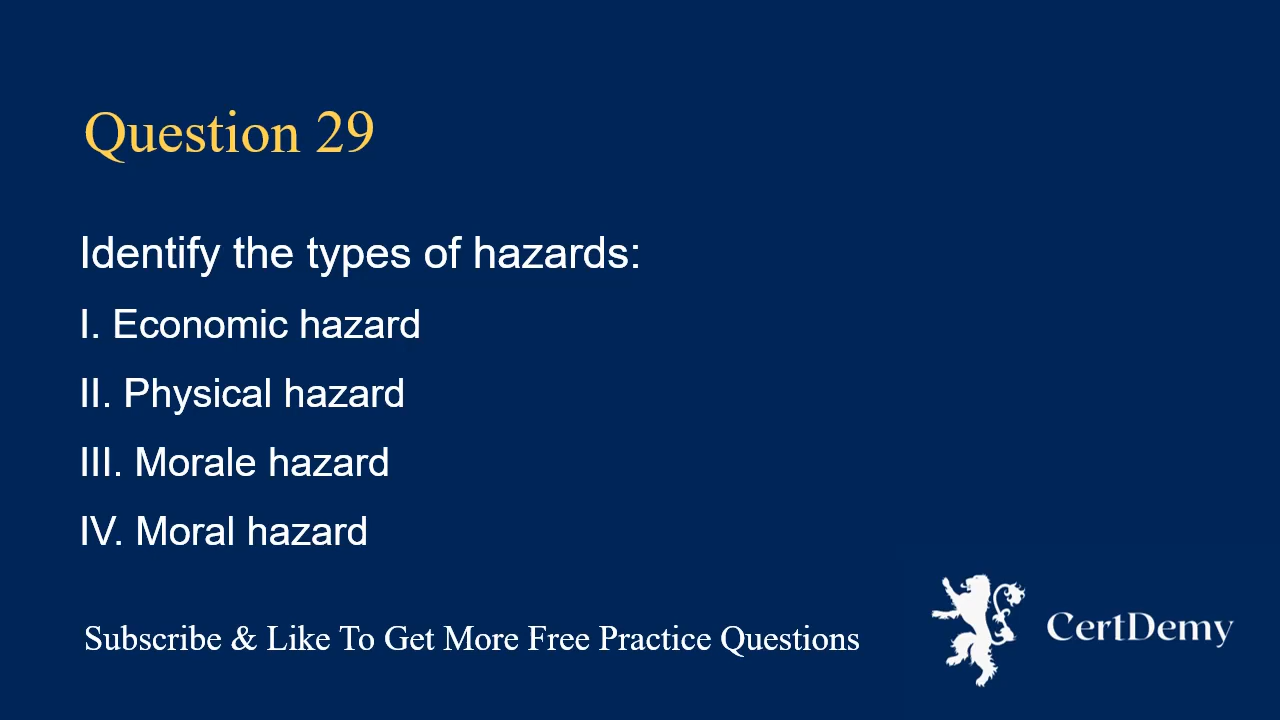 Question 29
Identify the types of hazards:
I. Economic hazard
II. Physical hazard
III. Morale hazard
IV. Moral hazard
Subscribe & Like To Get More Free Practice Questions
CertDemy